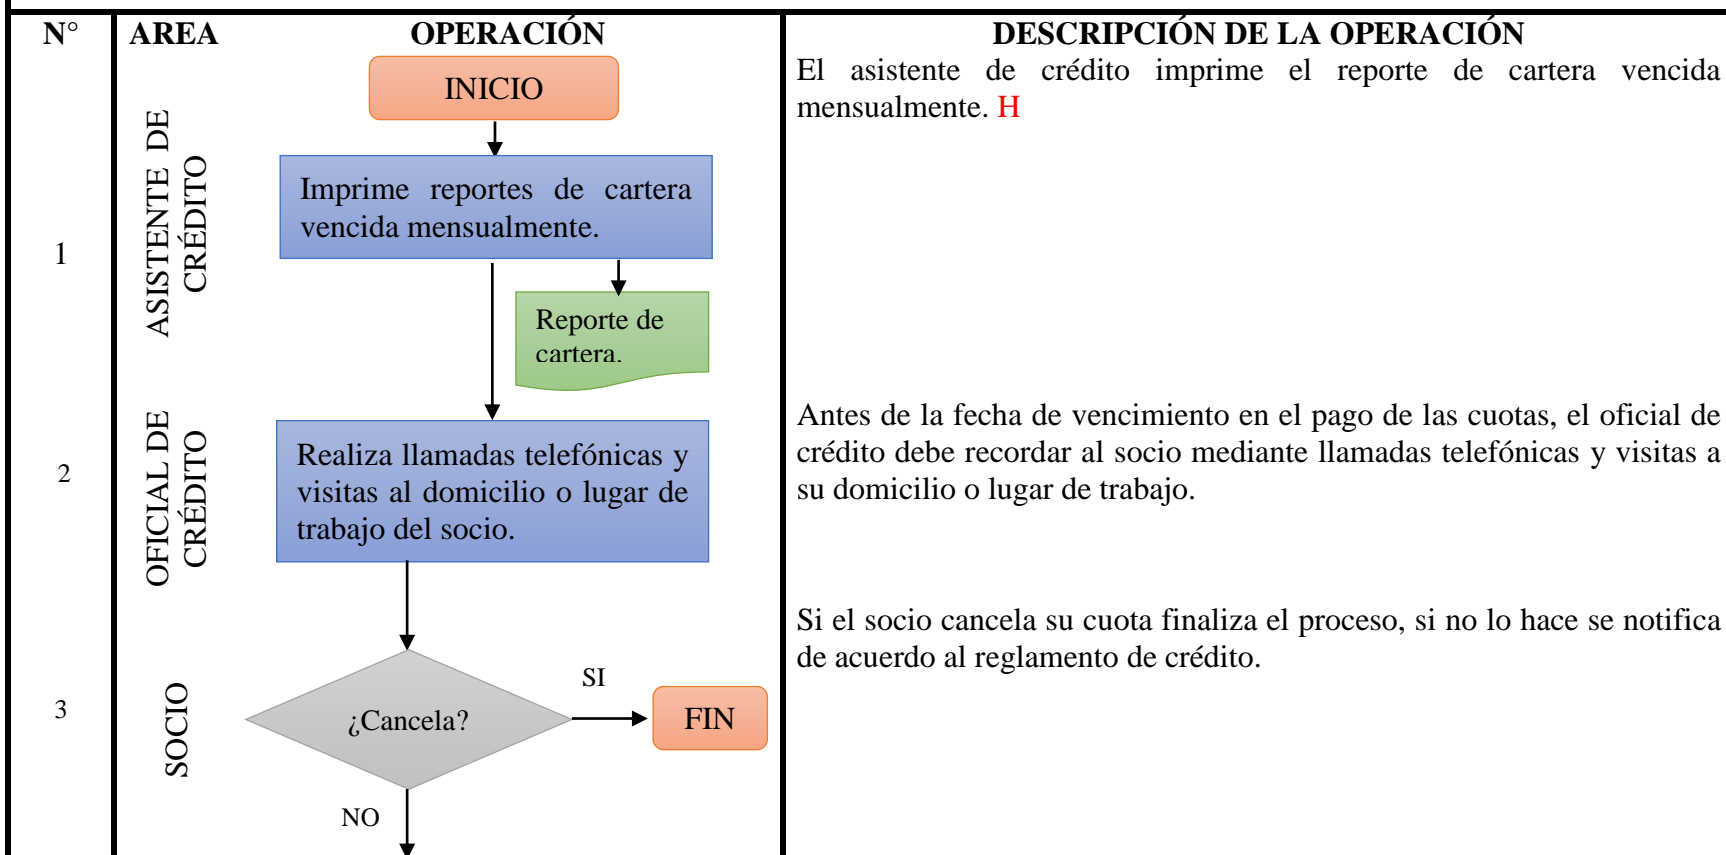 N° AREA OPERACIÓN DESCRIPCIÓN DE LA OPERACIÓN
INICIO
El asistente de crédito imprime el reporte de cartera vencida
mensualmente. H
1
ASISTENTE DE
CRÉDITO
Imprime reportes de cartera
vencida mensualmente.
Reporte de
cartera.
2
OFICIAL DE
CRÉDITO
Realiza llamadas telefónicas y
visitas al domicilio o lugar de
trabajo del socio.
Antes de la fecha de vencimiento en el pago de las cuotas, el oficial de
crédito debe recordar al socio mediante llamadas telefónicas y visitas a
su domicilio o lugar de trabajo.
3
SOCIO
¿Cancela?
SI
FIN
NO
Si el socio cancela su cuota finaliza el proceso, si no lo hace se notifica
de acuerdo al reglamento de crédito.